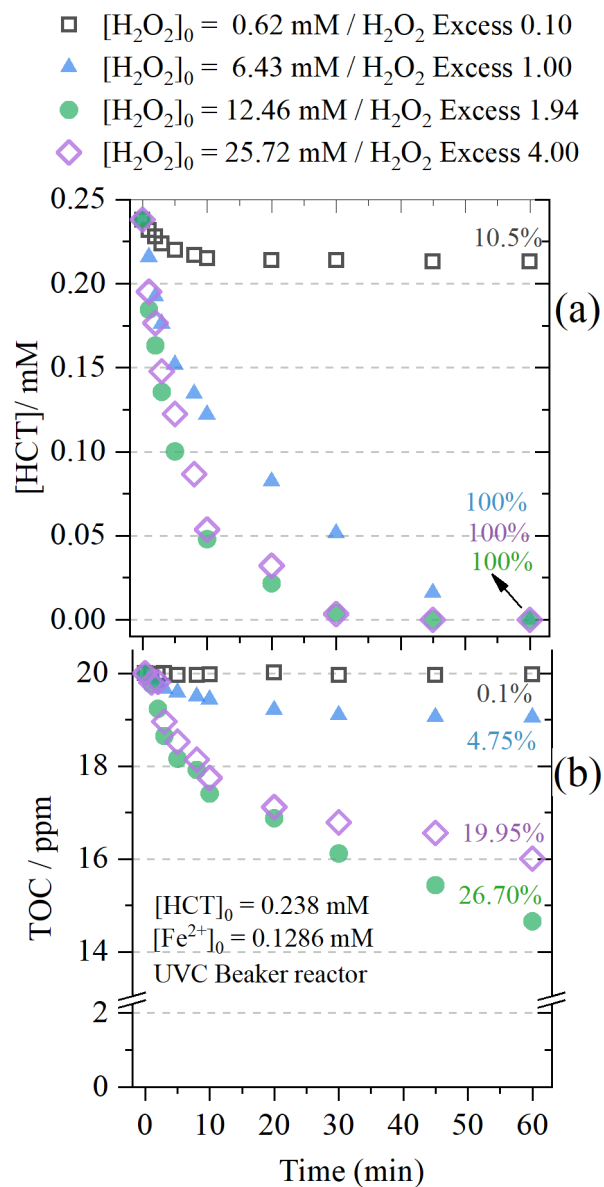 [H₂O₂]₀ = 0.62 mM / H₂O₂ Excess 0.10
[H₂O₂]₀ = 6.43 mM / H₂O₂ Excess 1.00
[H₂O₂]₀ = 12.46 mM / H₂O₂ Excess 1.94
[H₂O₂]₀ = 25.72 mM / H₂O₂ Excess 4.00
0.25
0.20
0.15
0.10
0.05
0.00
[HCT]/ mM
10.5%
(a)
100%
100%
100%
20
18
16
14
2
0
TOC / ppm
0.1%
4.75%
(b)
19.95%
26.70%
[HCT]₀ = 0.238 mM
[Fe²⁺]₀ = 0.1286 mM
UVC Beaker reactor
0 10 20 30 40 50 60
Time (min)